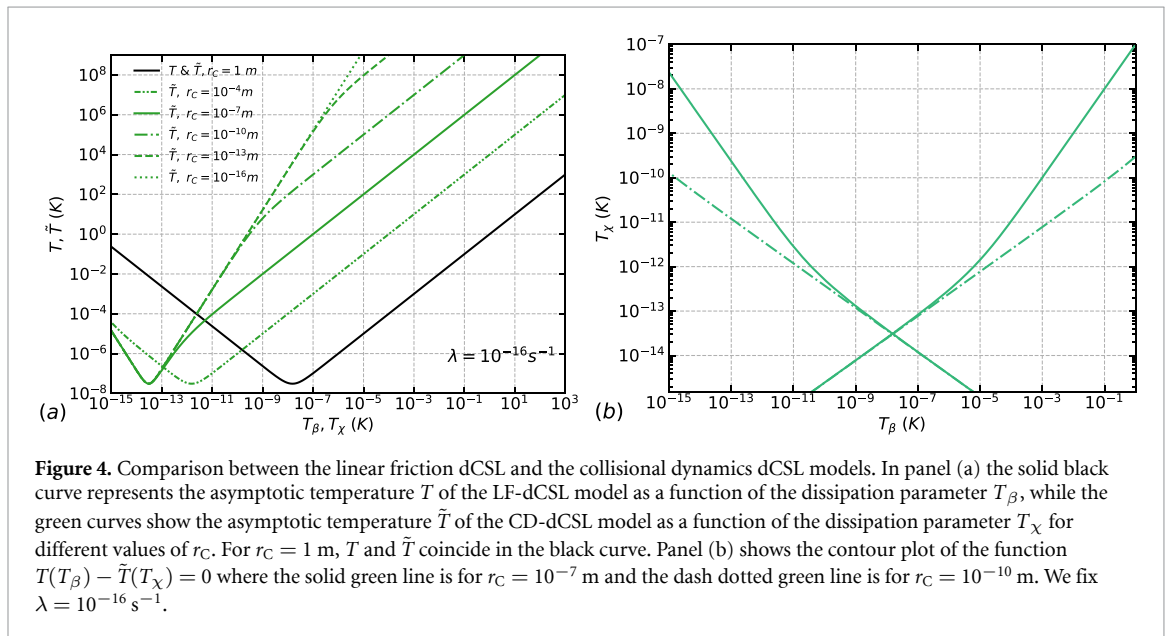 10^8
10^6
10^4
10^2
10^0
10^-2
10^-4
10^-6
10^-8
T, T̃ (K)
T & T̃, r_C = 1 m
T̃, r_C = 10^-4 m
T̃, r_C = 10^-7 m
T̃, r_C = 10^-10 m
T̃, r_C = 10^-13 m
T̃, r_C = 10^-16 m
λ = 10^-16 s^-1
10^-15 10^-13 10^-11 10^-9 10^-7 10^-5 10^-3 10^-1 10^1 10^3
(a)
T_β, T_χ (K)
10^-7
10^-8
10^-9
10^-10
10^-11
10^-12
10^-13
10^-14
T_χ (K)
10^-15 10^-13 10^-11 10^-9 10^-7 10^-5 10^-3 10^-1
(b)
T_β (K)
Figure 4. Comparison between the linear friction dCSL and the collisional dynamics dCSL models. In panel (a) the solid black
curve represents the asymptotic temperature T of the LF-dCSL model as a function of the dissipation parameter T_β, while the
green curves show the asymptotic temperature T̃ of the CD-dCSL model as a function of the dissipation parameter T_χ for
different values of r_C. For r_C = 1 m, T and T̃ coincide in the black curve. Panel (b) shows the contour plot of the function
T(T_β) − T̃(T_χ) = 0 where the solid green line is for r_C = 10^-7 m and the dash dotted green line is for r_C = 10^-10 m. We fix
λ = 10^-16 s^-1.